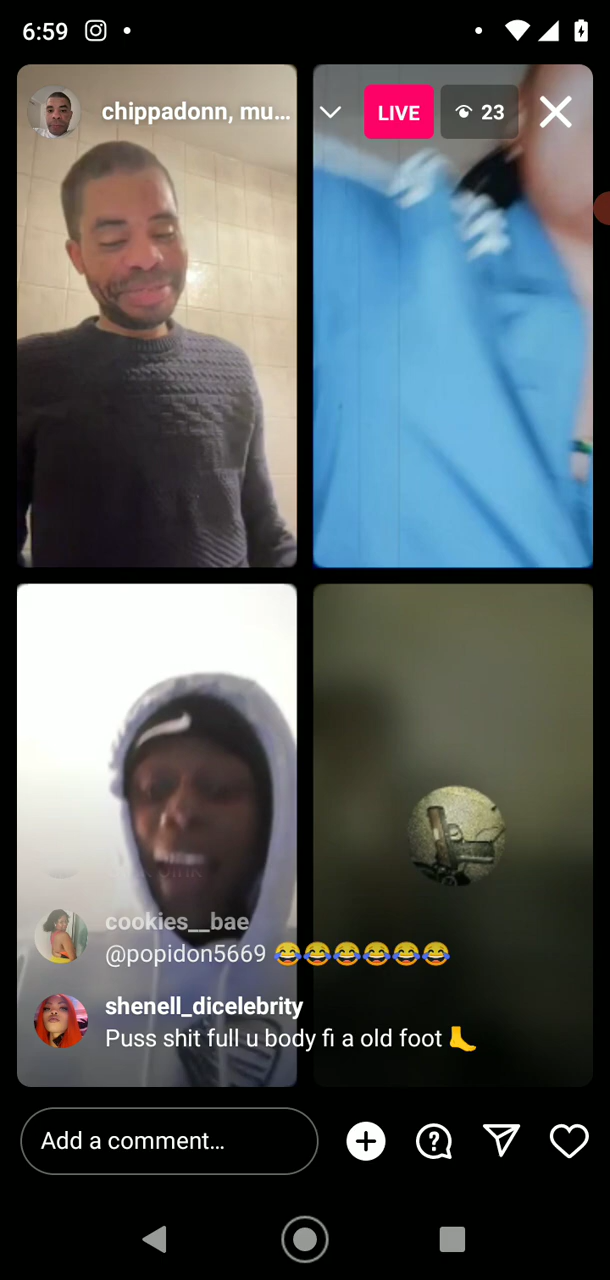 6:59
chippadonn, mu...
LIVE
23
cookies__bae
@popidon5669 😂😂😂😂😂😂
shenell_dicelebrity
Puss shit full u body fi a old foot 🦶
Add a comment...